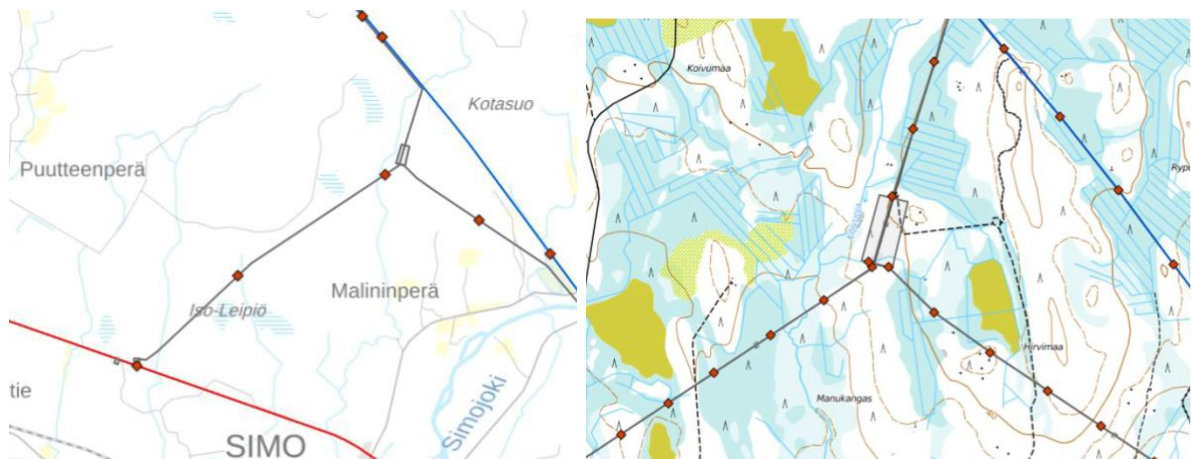 Kotasuo
Puutteenperä
Malininperä
Iso-Leipiö
Simojoki
tie
SIMO
Koivumaa
Hirvimaa
Manukangas